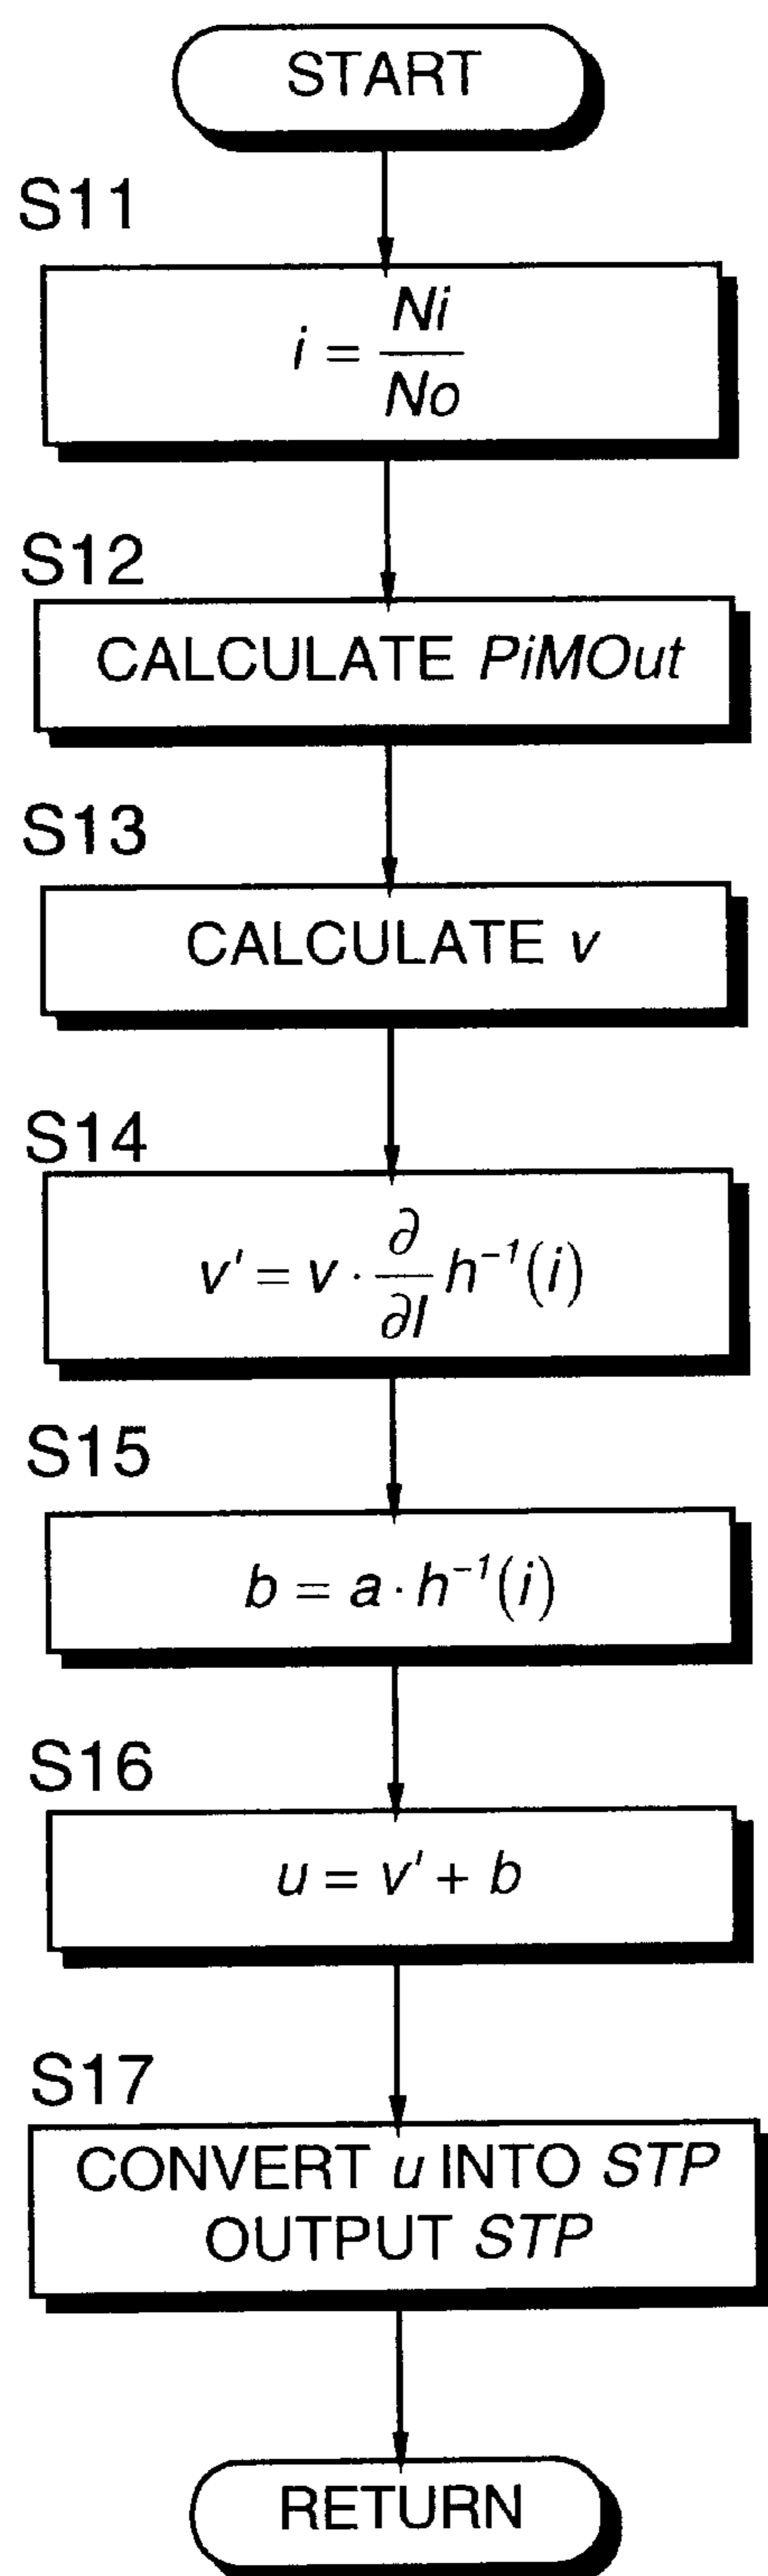 START
S11
i = Ni/No
S12
CALCULATE PiMOut
S13
CALCULATE v
S14
v' = v · ∂/∂I h⁻¹(i)
S15
b = a · h⁻¹(i)
S16
u = v' + b
S17
CONVERT u INTO STP
OUTPUT STP
RETURN